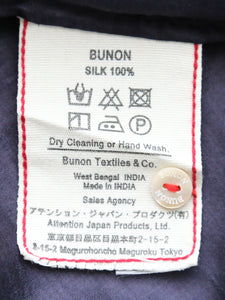 BUNON
SILK 100%
Dry Cleaning or Hand Wash.
Bunon Textiles & Co.
West Bengal INDIA
Made in INDIA
Sales Agency
アテンション・ジャパン・プロダクツ(有)
Attention Japan Products, Ltd.
東京都目黒区目黒本町2-15-2
2-15-2 Megurohoncho Meguroku Tokyo